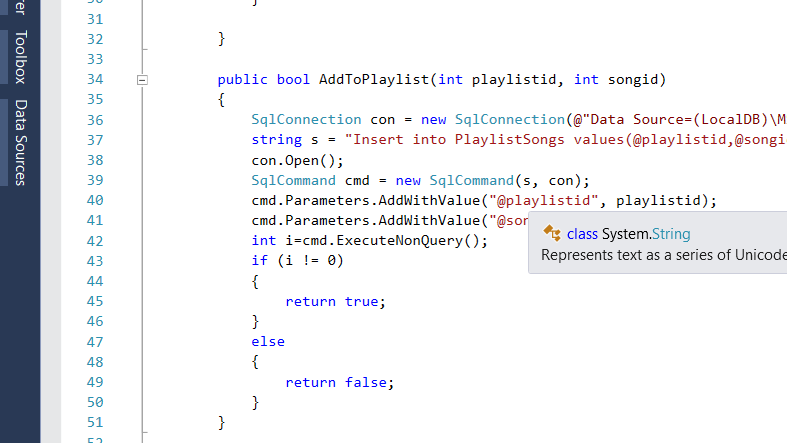 er
Toolbox
Data Sources
31
32 }
33
34 public bool AddToPlaylist(int playlistid, int songid)
35 {
36 SqlConnection con = new SqlConnection(@"Data Source=(LocalDB)\M
37 string s = "Insert into PlaylistSongs values(@playlistid,@songi
38 con.Open();
39 SqlCommand cmd = new SqlCommand(s, con);
40 cmd.Parameters.AddWithValue("@playlistid", playlistid);
41 cmd.Parameters.AddWithValue("@son
class System.String
Represents text as a series of Unicode
42 int i=cmd.ExecuteNonQuery();
43 if (i != 0)
44 {
45 return true;
46 }
47 else
48 {
49 return false;
50 }
51 }